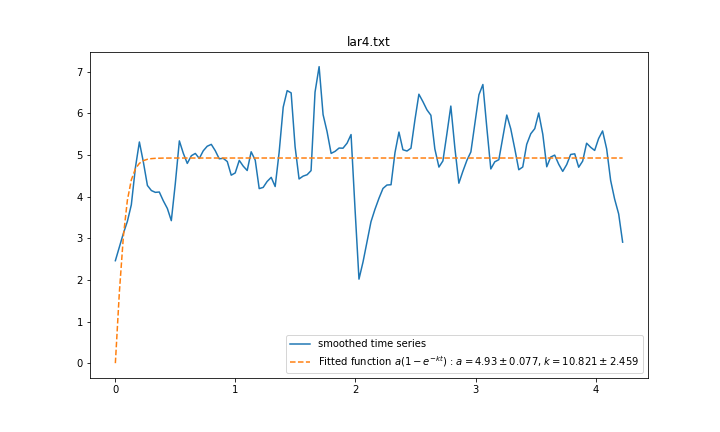 lar4.txt
7
6
5
4
3
2
1
0
smoothed time series
Fitted function a(1 − e^{−kt}) : a = 4.93 ± 0.077, k = 10.821 ± 2.459
0 1 2 3 4